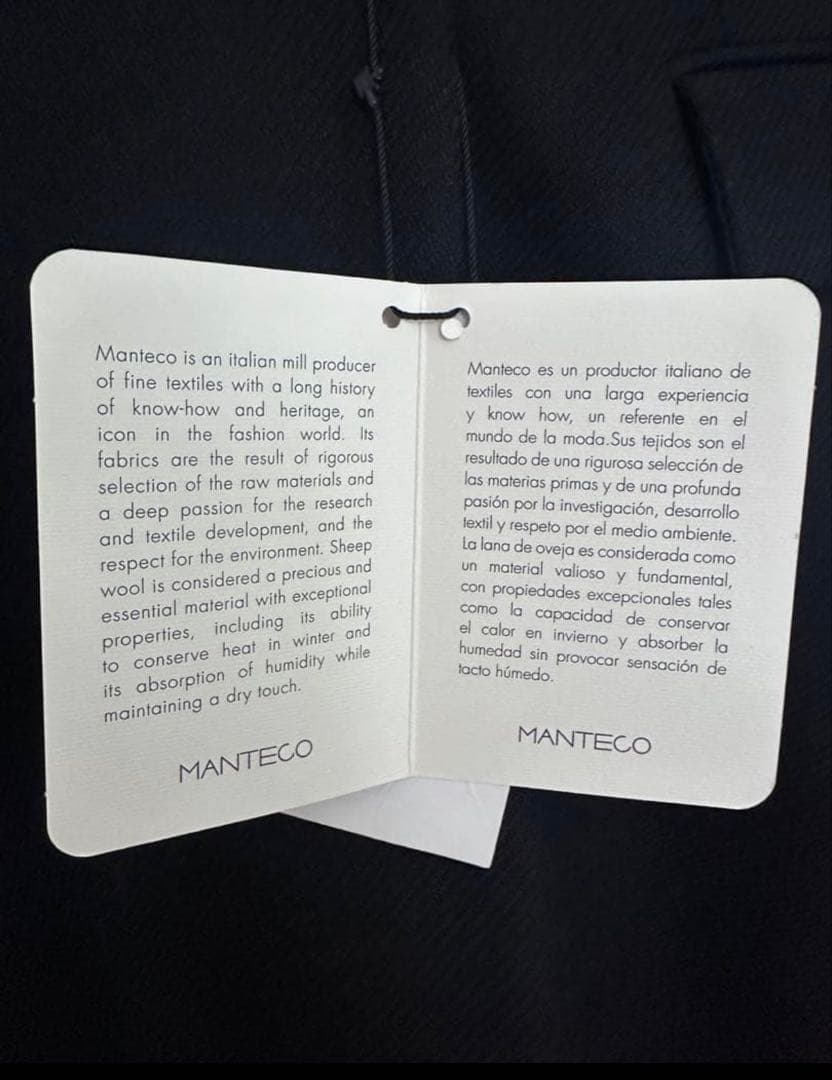 Manteco is an italian mill producer
of fine textiles with a long history
of know-how and heritage, an
icon in the fashion world. Its
fabrics are the result of rigorous
selection of the raw materials and
a deep passion for the research
and textile development, and the
respect for the environment. Sheep
wool is considered a precious and
essential material with exceptional
properties, including its ability
to conserve heat in winter and
its absorption of humidity while
maintaining a dry touch.
MANTECO
Manteco es un productor italiano de
textiles con una larga experiencia
y know how, un referente en el
mundo de la moda.Sus tejidos son el
resultado de una rigurosa selección de
las materias primas y de una profunda
pasión por la investigación, desarrollo
textil y respeto por el medio ambiente.
La lana de oveja es considerada como
un material valioso y fundamental,
con propiedades excepcionales tales
como la capacidad de conservar
el calor en invierno y absorber la
humedad sin provocar sensación de
tacto húmedo.
MANTECO